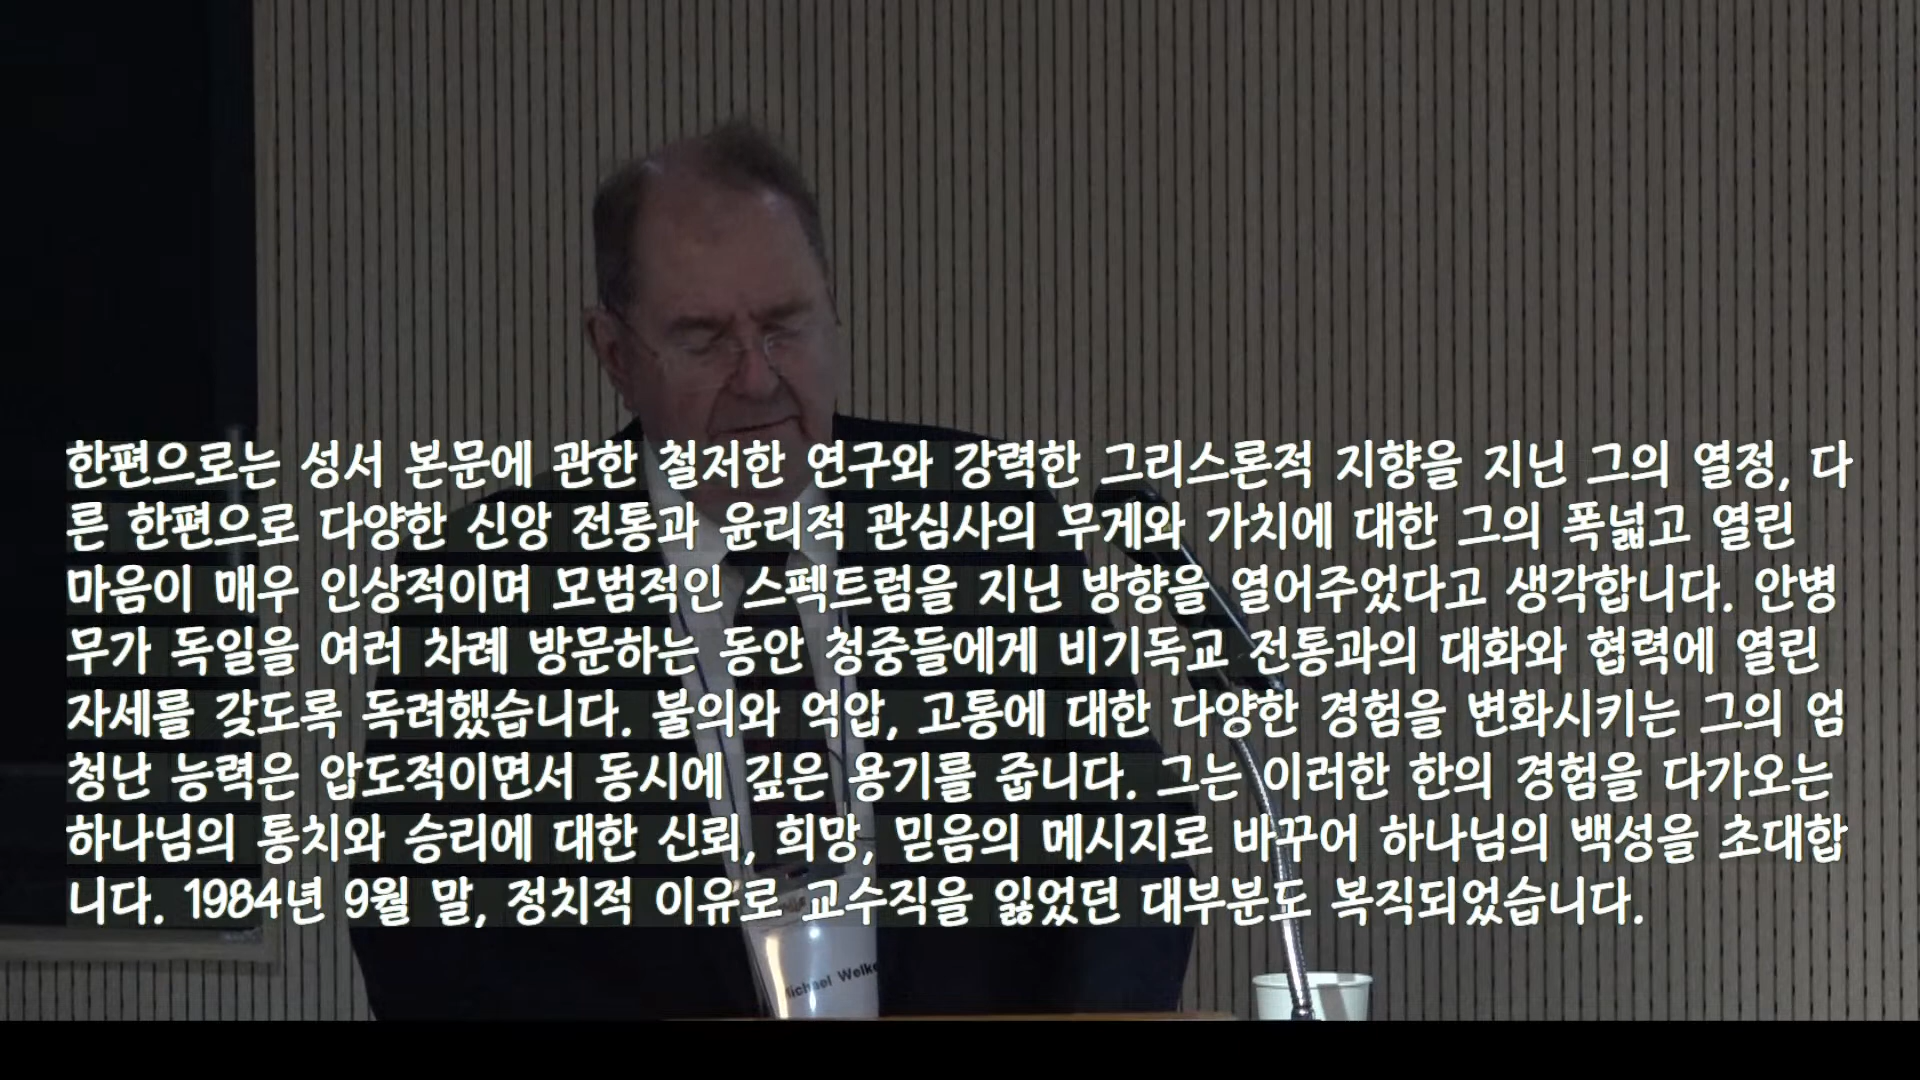 한편으로는 성서 본문에 관한 철저한 연구와 강력한 그리스론적 지향을 지닌 그의 열정, 다
른 한편으로 다양한 신앙 전통과 윤리적 관심사의 무게와 가치에 대한 그의 폭넓고 열린
마음이 매우 인상적이며 모범적인 스펙트럼을 지닌 방향을 열어주었다고 생각합니다. 안병
무가 독일을 여러 차례 방문하는 동안 청중들에게 비기독교 전통과의 대화와 협력에 열린
자세를 갖도록 독려했습니다. 불의와 억압, 고통에 대한 다양한 경험을 변화시키는 그의 엄
청난 능력은 압도적이면서 동시에 깊은 용기를 줍니다. 그는 이러한 한의 경험을 다가오는
하나님의 통치와 승리에 대한 신뢰, 희망, 믿음의 메시지로 바꾸어 하나님의 백성을 초대합
니다. 1984년 9월 말, 정치적 이유로 교수직을 잃었던 대부분도 복직되었습니다.
Michael Welke